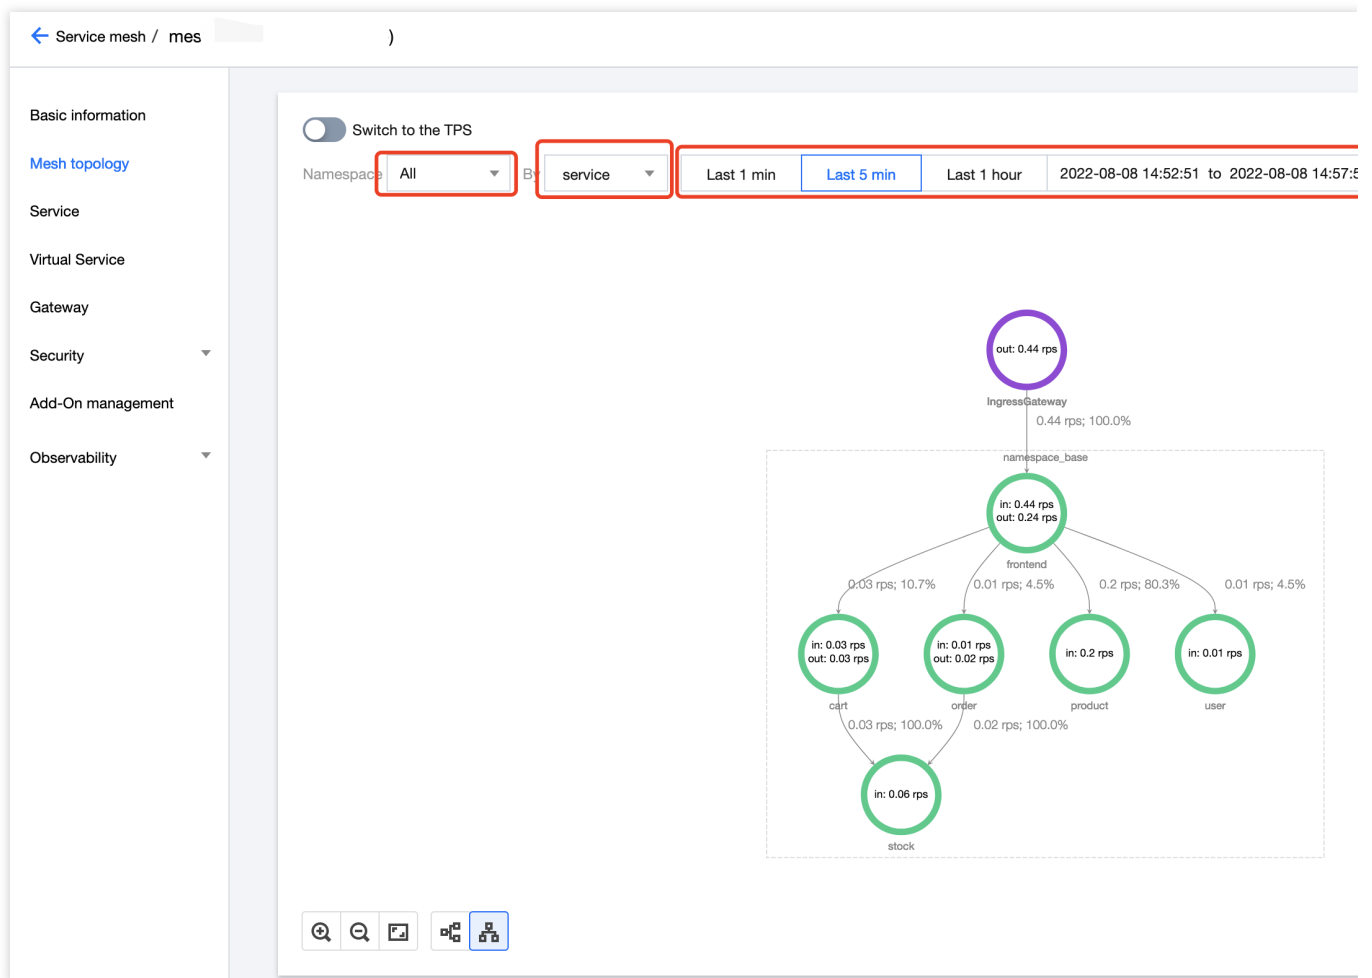 Service mesh / mes )
Basic information
Mesh topology
Service
Virtual Service
Gateway
Security
Add-On management
Observability
Switch to the TPS
Namespace All By service Last 1 min Last 5 min Last 1 hour 2022-08-08 14:52:51 to 2022-08-08 14:57:5
out: 0.44 rps
IngressGateway
0.44 rps; 100.0%
namespace_base
in: 0.44 rps
out: 0.24 rps
frontend
0.03 rps; 10.7% 0.01 rps; 4.5% 0.2 rps; 80.3% 0.01 rps; 4.5%
in: 0.03 rps
out: 0.03 rps
in: 0.01 rps
out: 0.02 rps
in: 0.2 rps
in: 0.01 rps
cart order product user
0.03 rps; 100.0% 0.02 rps; 100.0%
in: 0.06 rps
stock